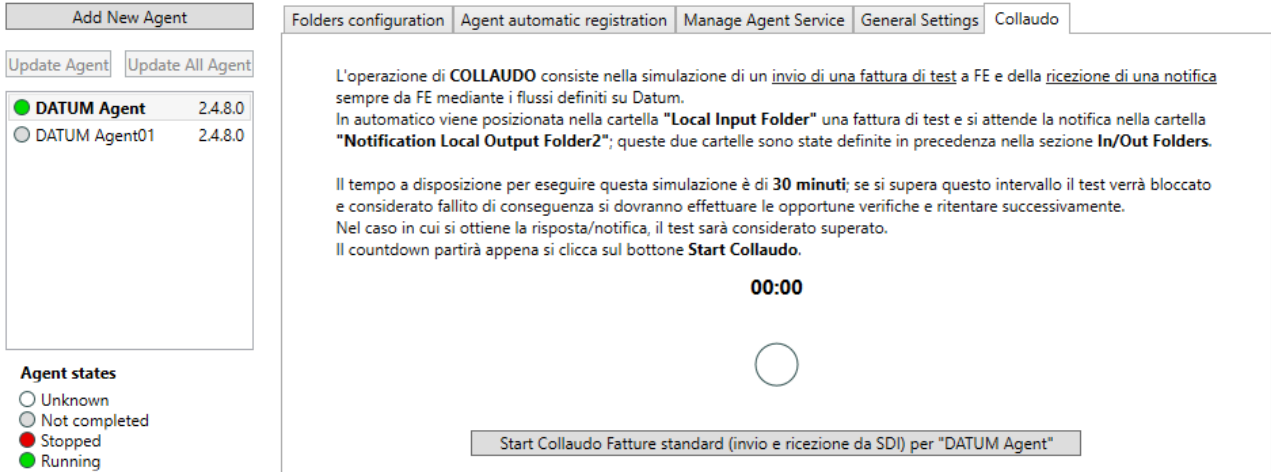 Add New Agent
Update Agent Update All Agent
DATUM Agent 2.4.8.0
DATUM Agent01 2.4.8.0
Agent states
Unknown
Not completed
Stopped
Running
Folders configuration Agent automatic registration Manage Agent Service General Settings Collaudo
L'operazione di COLLAUDO consiste nella simulazione di un invio di una fattura di test a FE e della ricezione di una notifica
sempre da FE mediante i flussi definiti su Datum.
In automatico viene posizionata nella cartella "Local Input Folder" una fattura di test e si attende la notifica nella cartella
"Notification Local Output Folder2"; queste due cartelle sono state definite in precedenza nella sezione In/Out Folders.
Il tempo a disposizione per eseguire questa simulazione è di 30 minuti; se si supera questo intervallo il test verrà bloccato
e considerato fallito di conseguenza si dovranno effettuare le opportune verifiche e ritentare successivamente.
Nel caso in cui si ottiene la risposta/notifica, il test sarà considerato superato.
Il countdown partirà appena si clicca sul bottone Start Collaudo.
00:00
Start Collaudo Fatture standard (invio e ricezione da SDI) per "DATUM Agent"